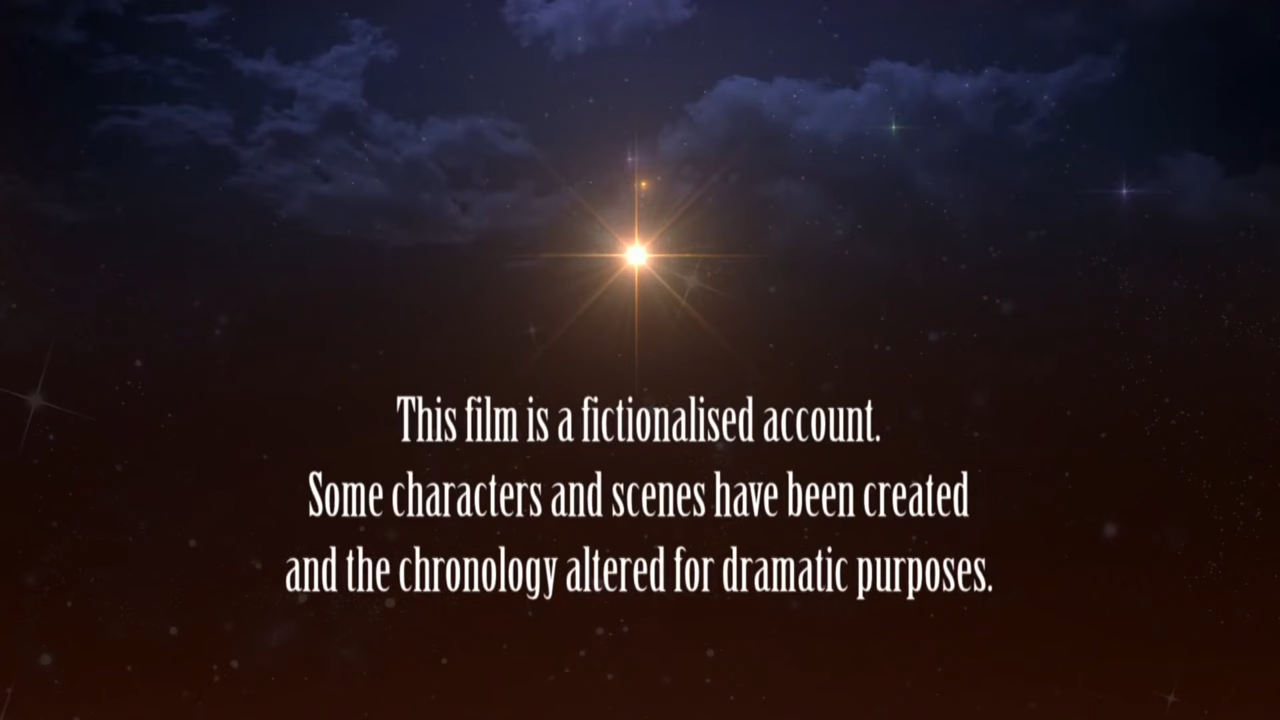 This film is a fictionalised account.
Some characters and scenes have been created
and the chronology altered for dramatic purposes.